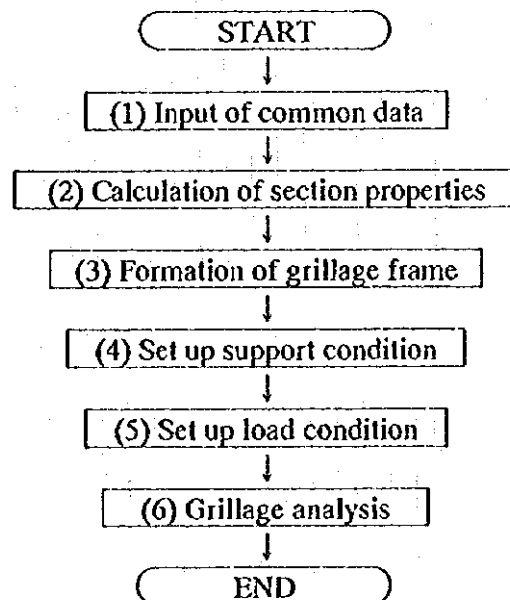 START
(1) Input of common data
(2) Calculation of section properties
(3) Formation of grillage frame
(4) Set up support condition
(5) Set up load condition
(6) Grillage analysis
END